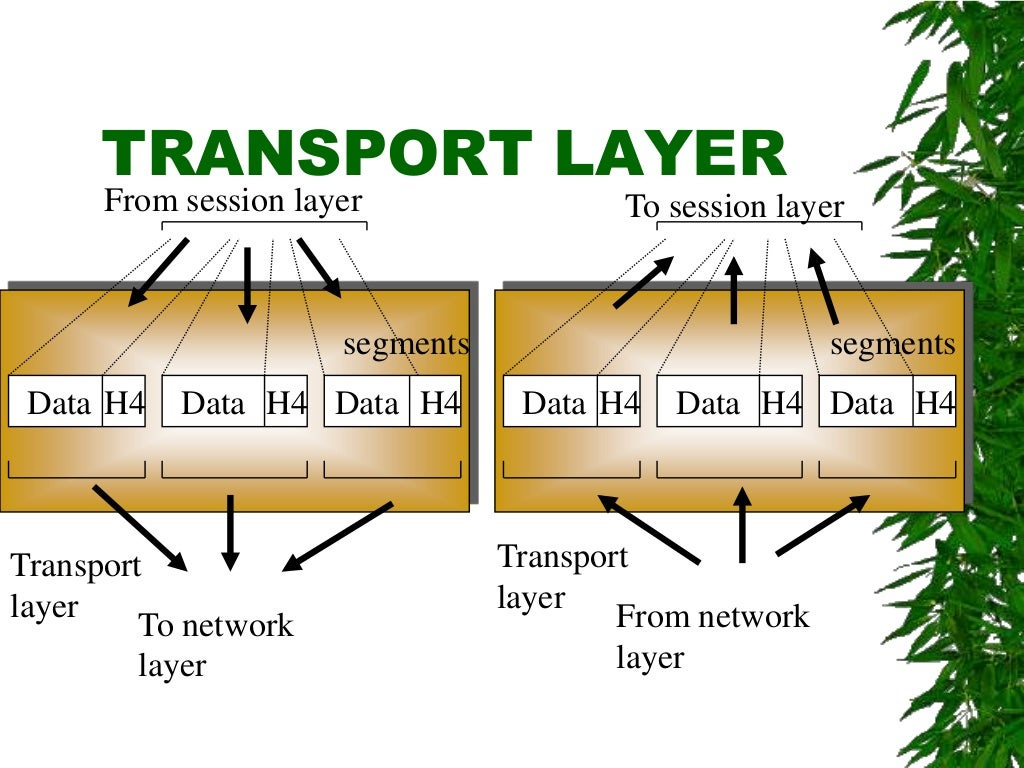 TRANSPORT LAYER
From session layer
To session layer
segments
segments
Data H4 Data H4 Data H4
Data H4 Data H4 Data H4
Transport
layer
To network
layer
Transport
layer
From network
layer